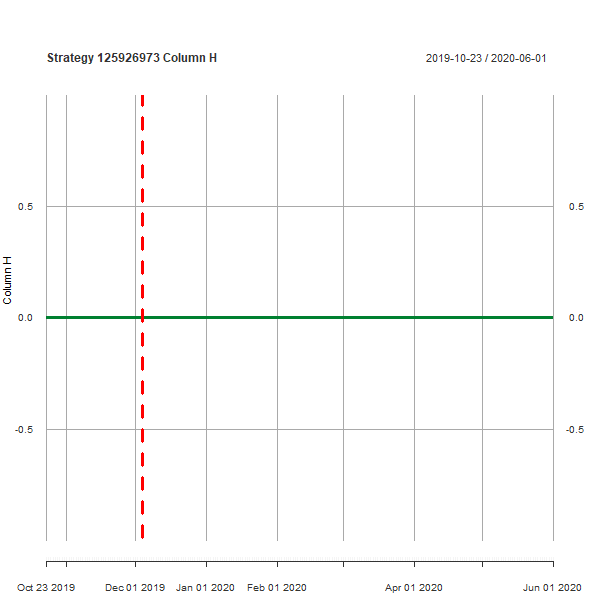 Strategy 125926973 Column H
2019-10-23 / 2020-06-01
0.5
0.5
Column H
0.0
0.0
-0.5
-0.5
Oct 23 2019
Dec 01 2019
Jan 01 2020
Feb 01 2020
Apr 01 2020
Jun 01 2020